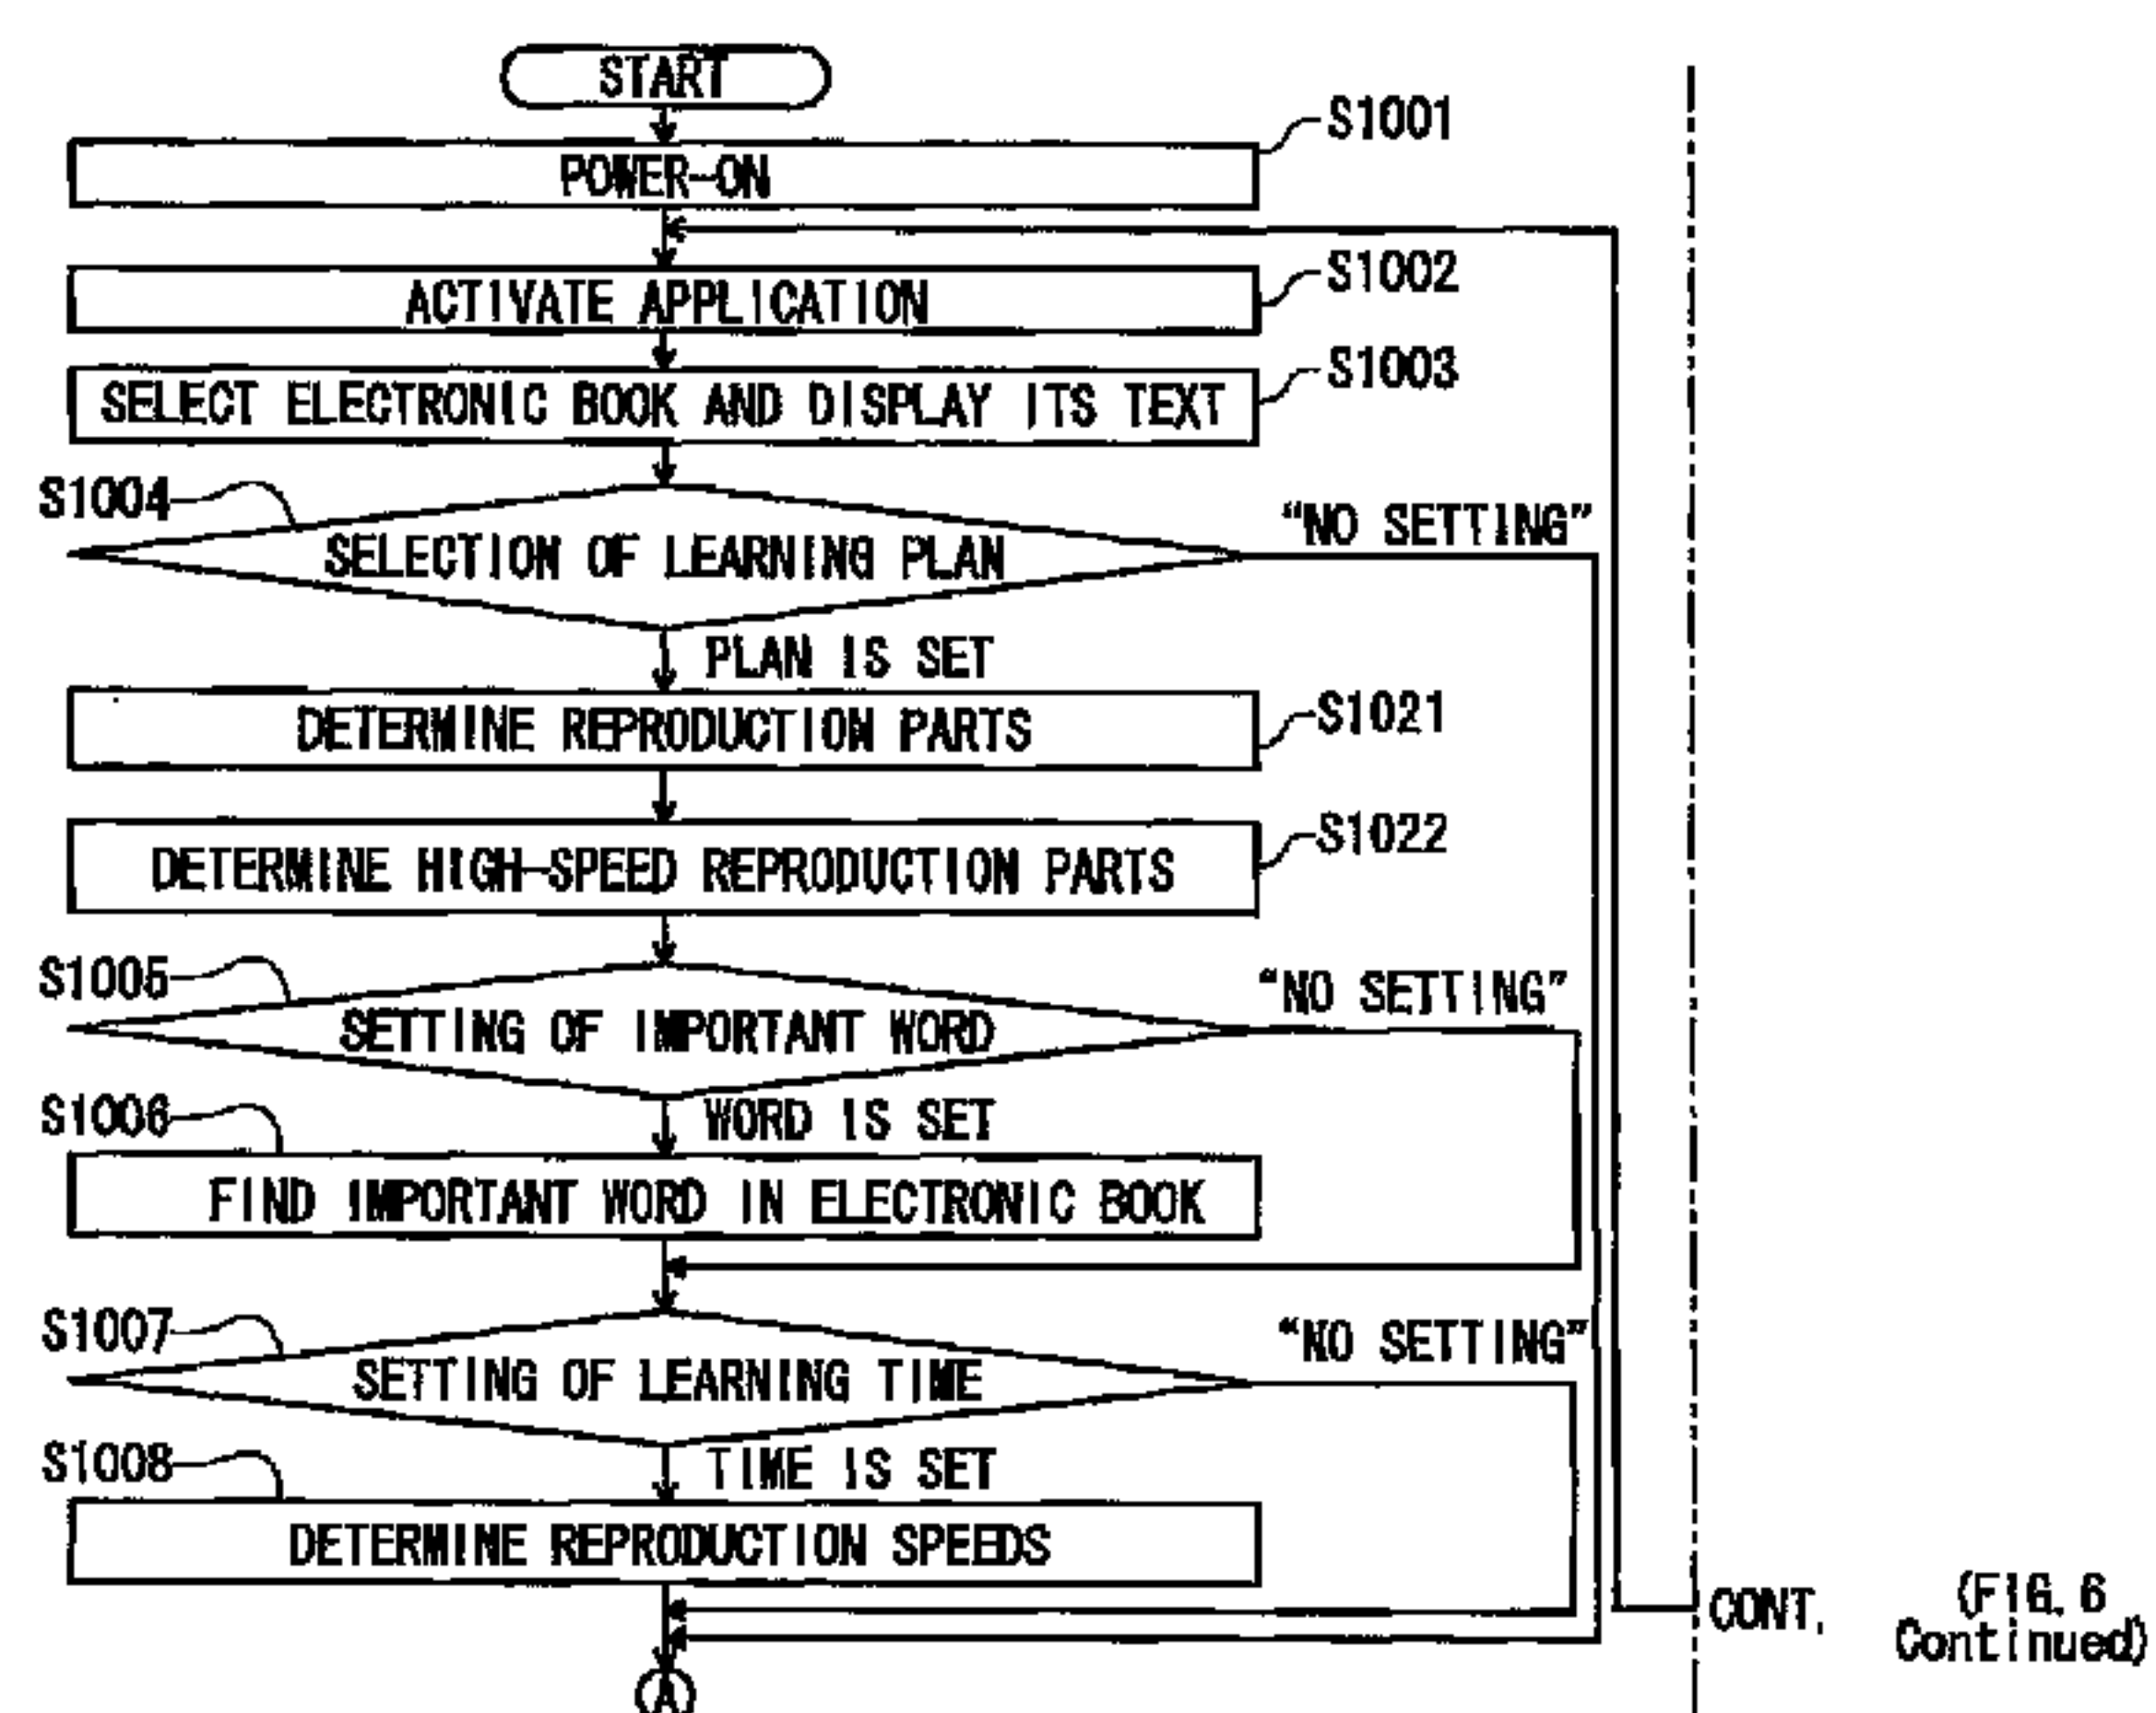 START
S1001
POWER-ON
S1002
ACTIVATE APPLICATION
S1003
SELECT ELECTRONIC BOOK AND DISPLAY ITS TEXT
S1004
"NO SETTING"
SELECTION OF LEARNING PLAN
PLAN IS SET
S1021
DETERMINE REPRODUCTION PARTS
S1022
DETERMINE HIGH-SPEED REPRODUCTION PARTS
S1005
"NO SETTING"
SETTING OF IMPORTANT WORD
S1006
WORD IS SET
FIND IMPORTANT WORD IN ELECTRONIC BOOK
S1007
"NO SETTING"
SETTING OF LEARNING TIME
S1008
TIME IS SET
DETERMINE REPRODUCTION SPEEDS
CONT.
(FIG. 6
Continued)
A